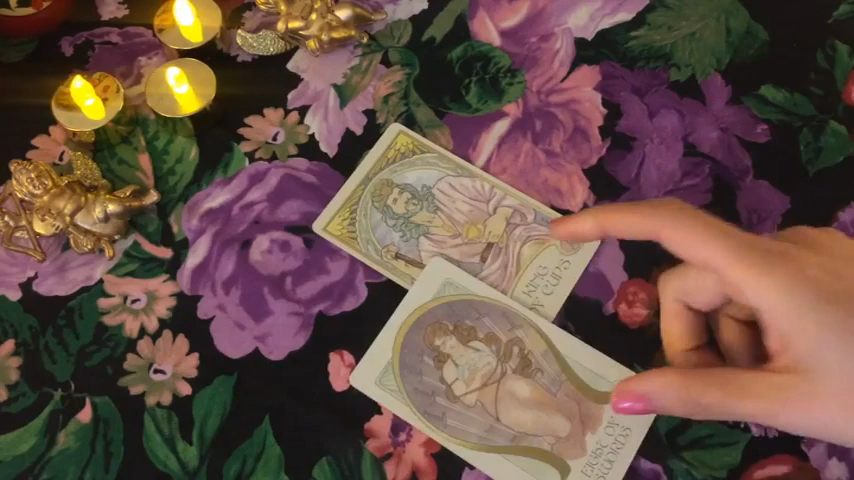 KING
OF CUPS
EIGHT OF
SWORDS